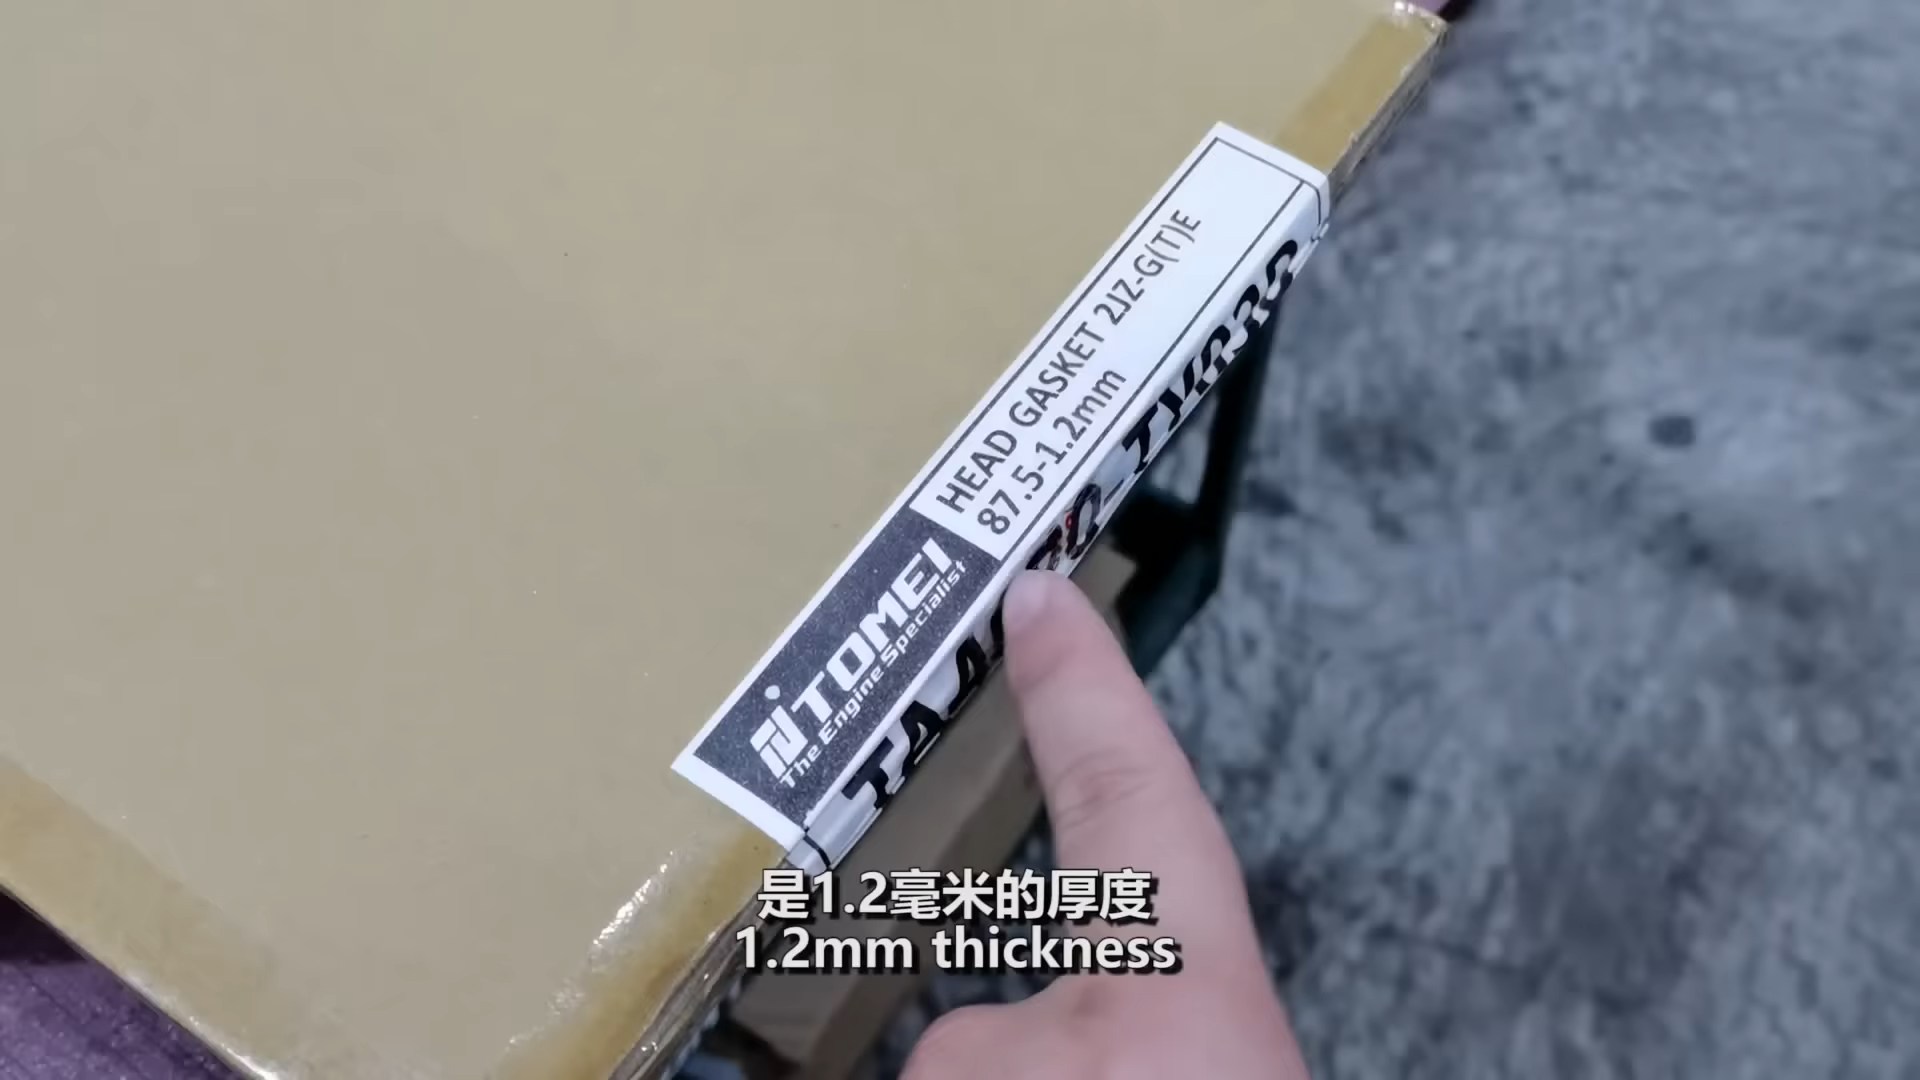 HEAD GASKET 2JZ-G(T)E
87.5-1.2mm
TOMEI
The Engine Specialist
是1.2毫米的厚度
1.2mm thickness